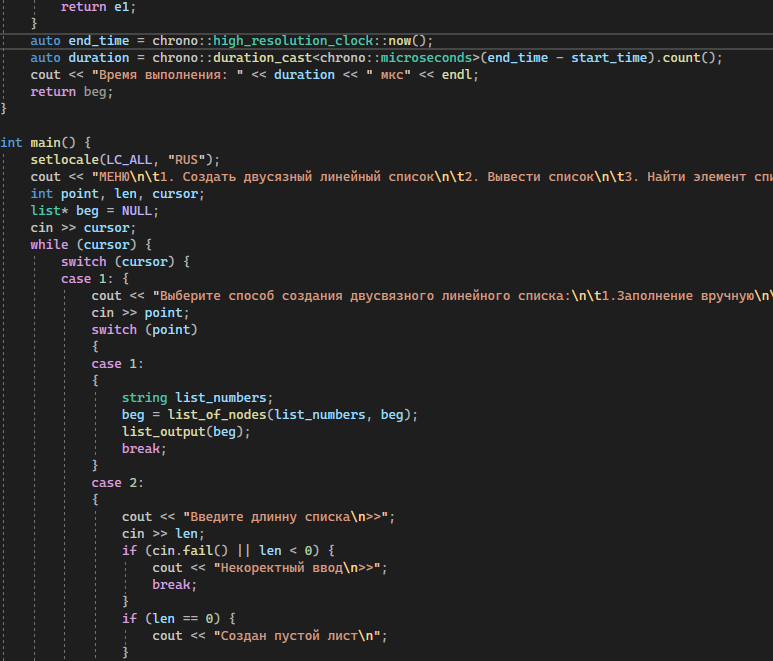 return e1;
}
auto end_time = chrono::high_resolution_clock::now();
auto duration = chrono::duration_cast<chrono::microseconds>(end_time - start_time).count();
cout << "Время выполнения: " << duration << " мкс" << endl;
return beg;
}
int main() {
setlocale(LC_ALL, "RUS");
cout << "МЕНЮ\n\t1. Создать двусязный линейный список\n\t2. Вывести список\n\t3. Найти элемент спи
int point, len, cursor;
list* beg = NULL;
cin >> cursor;
while (cursor) {
switch (cursor) {
case 1: {
cout << "Выберите способ создания двусвязного линейного списка:\n\t1.Заполнение вручную\n\
cin >> point;
switch (point)
{
case 1:
{
string list_numbers;
beg = list_of_nodes(list_numbers, beg);
list_output(beg);
break;
}
case 2:
{
cout << "Введите длинну списка\n>>";
cin >> len;
if (cin.fail() || len < 0) {
cout << "Некоректный ввод\n>>";
break;
}
if (len == 0) {
cout << "Создан пустой лист\n";
}